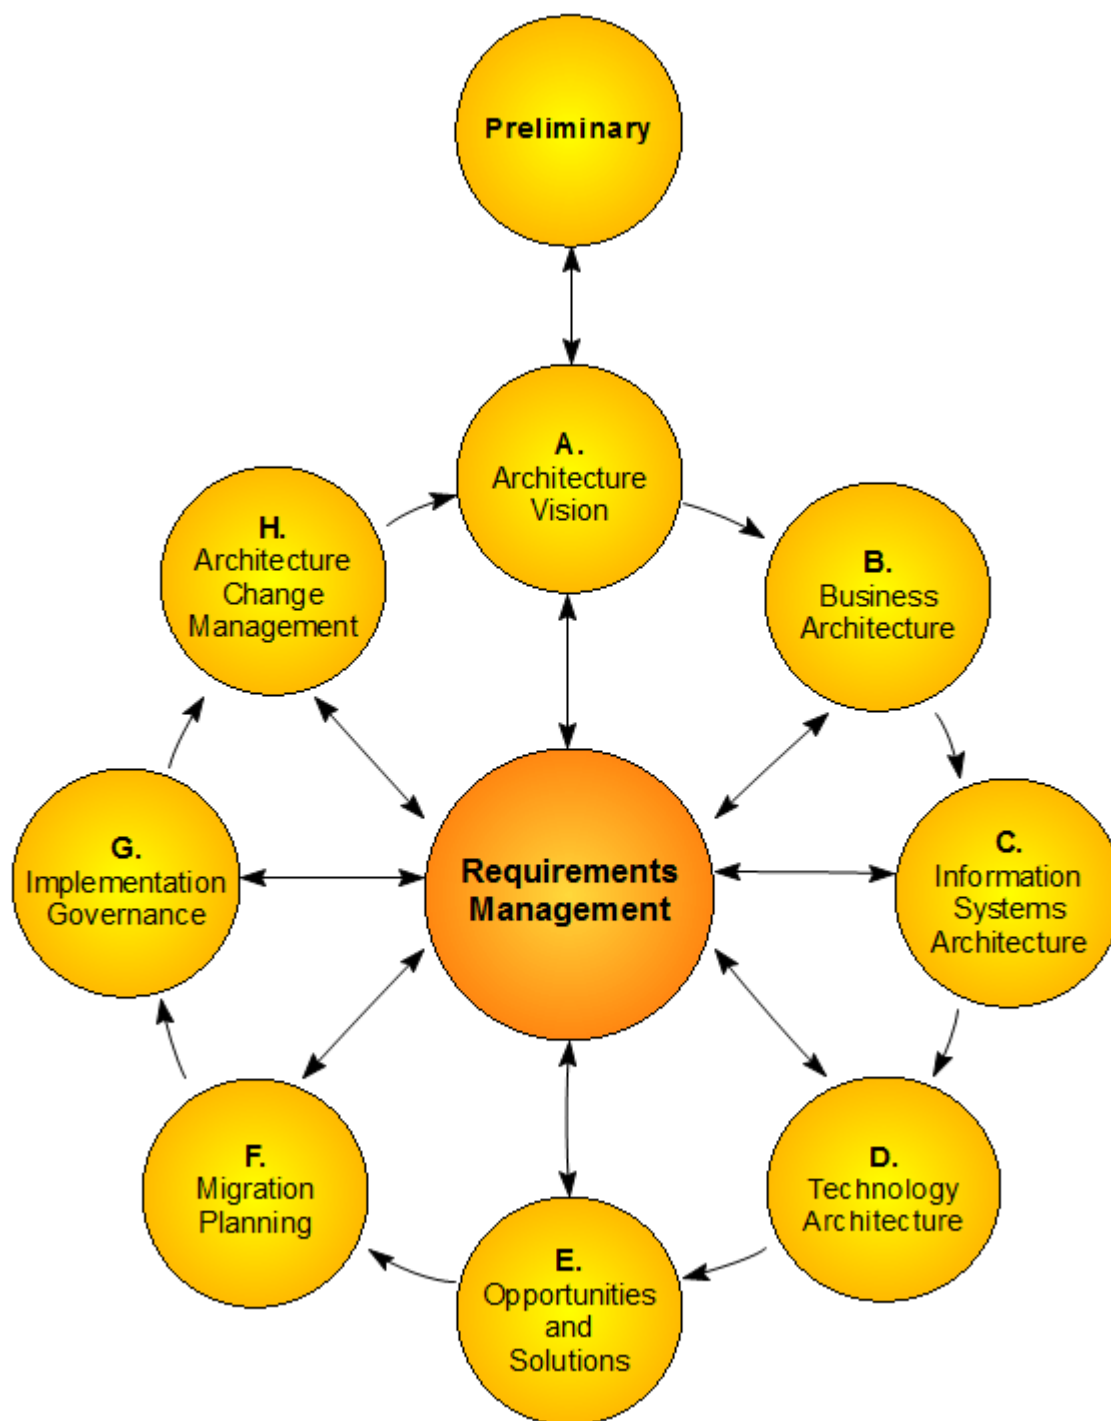 Preliminary
A.
Architecture
Vision
B.
Business
Architecture
C.
Information
Systems
Architecture
D.
Technology
Architecture
E.
Opportunities
and
Solutions
F.
Migration
Planning
G.
Implementation
Governance
H.
Architecture
Change
Management
Requirements
Management